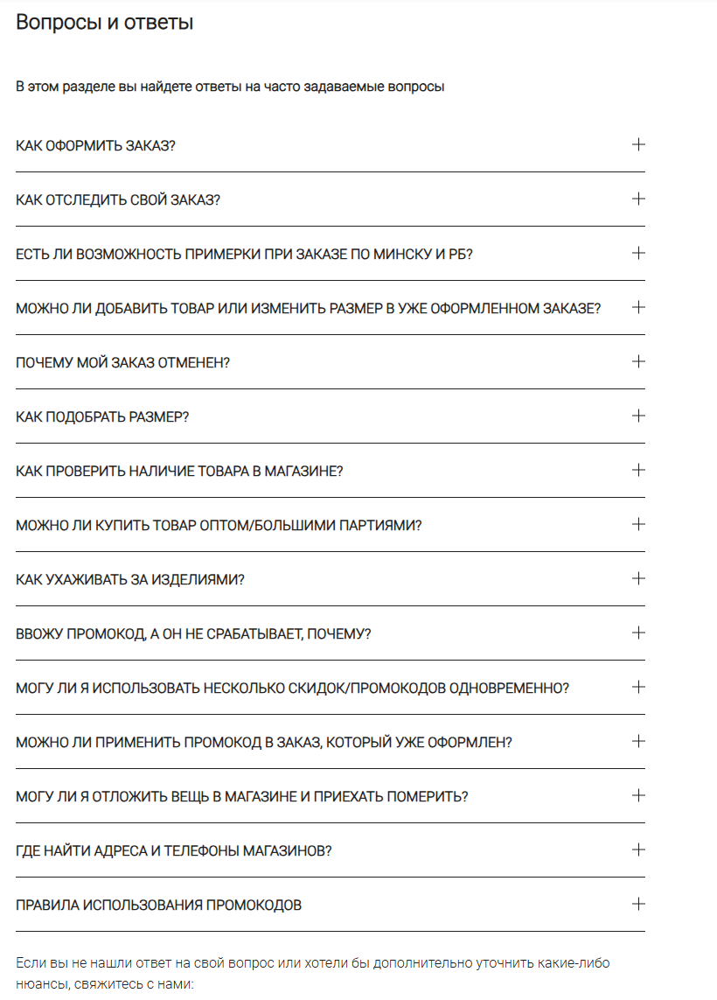 Вопросы и ответы
В этом разделе вы найдете ответы на часто задаваемые вопросы
КАК ОФОРМИТЬ ЗАКАЗ?
КАК ОТСЛЕДИТЬ СВОЙ ЗАКАЗ?
ЕСТЬ ЛИ ВОЗМОЖНОСТЬ ПРИМЕРКИ ПРИ ЗАКАЗЕ ПО МИНСКУ И РБ?
МОЖНО ЛИ ДОБАВИТЬ ТОВАР ИЛИ ИЗМЕНИТЬ РАЗМЕР В УЖЕ ОФОРМЛЕННОМ ЗАКАЗЕ?
ПОЧЕМУ МОЙ ЗАКАЗ ОТМЕНЕН?
КАК ПОДОБРАТЬ РАЗМЕР?
КАК ПРОВЕРИТЬ НАЛИЧИЕ ТОВАРА В МАГАЗИНЕ?
МОЖНО ЛИ КУПИТЬ ТОВАР ОПТОМ/БОЛЬШИМИ ПАРТИЯМИ?
КАК УХАЖИВАТЬ ЗА ИЗДЕЛИЯМИ?
ВВОЖУ ПРОМОКОД, А ОН НЕ СРАБАТЫВАЕТ, ПОЧЕМУ?
МОГУ ЛИ Я ИСПОЛЬЗОВАТЬ НЕСКОЛЬКО СКИДОК/ПРОМОКОДОВ ОДНОВРЕМЕННО?
МОЖНО ЛИ ПРИМЕНИТЬ ПРОМОКОД В ЗАКАЗ, КОТОРЫЙ УЖЕ ОФОРМЛЕН?
МОГУ ЛИ Я ОТЛОЖИТЬ ВЕЩЬ В МАГАЗИНЕ И ПРИЕХАТЬ ПОМЕРИТЬ?
ГДЕ НАЙТИ АДРЕСА И ТЕЛЕФОНЫ МАГАЗИНОВ?
ПРАВИЛА ИСПОЛЬЗОВАНИЯ ПРОМОКОДОВ
Если вы не нашли ответ на свой вопрос или хотели бы дополнительно уточнить какие-либо
нюансы, свяжитесь с нами: